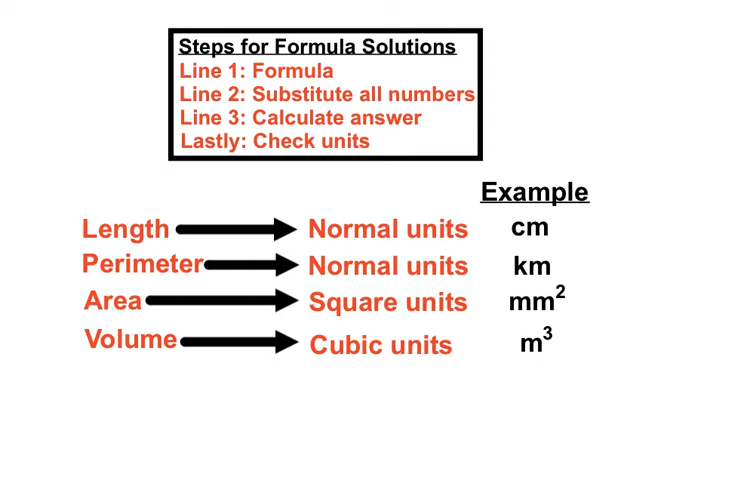 Steps for Formula Solutions
Line 1: Formula
Line 2: Substitute all numbers
Line 3: Calculate answer
Lastly: Check units
Example
Length Normal units cm
Perimeter Normal units km
Area Square units mm²
Volume Cubic units m³